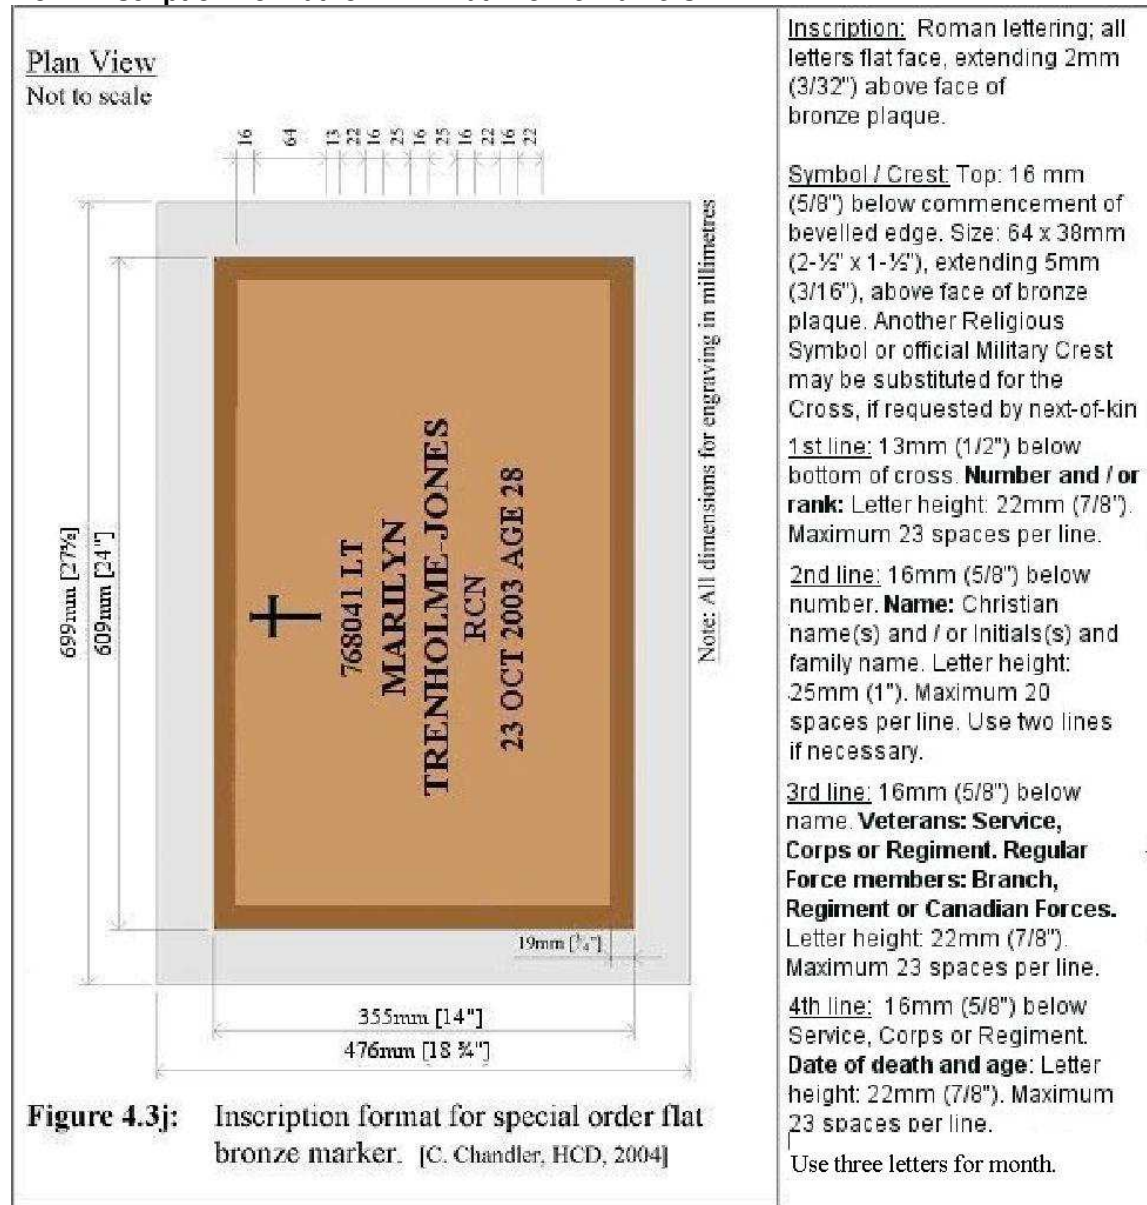 Plan View
Not to scale
16 64 13 22 16 25 16 25 16 22 16 22
699mm [27½]
609mm [24"]
768041 LT
MARILYN
TRENHOLME-JONES
RCN
23 OCT 2003 AGE 28
Note: All dimensions for engraving in millimetres
19mm [¾"]
355mm [14"]
476mm [18 ¾"]
Figure 4.3j: Inscription format for special order flat
bronze marker. [C. Chandler, HCD, 2004]
Inscription: Roman lettering; all
letters flat face, extending 2mm
(3/32") above face of
bronze plaque.
Symbol / Crest: Top: 16 mm
(5/8") below commencement of
bevelled edge. Size: 64 x 38mm
(2-½" x 1-½"), extending 5mm
(3/16"), above face of bronze
plaque. Another Religious
Symbol or official Military Crest
may be substituted for the
Cross, if requested by next-of-kin
1st line: 13mm (1/2") below
bottom of cross. Number and / or
rank: Letter height: 22mm (7/8").
Maximum 23 spaces per line.
2nd line: 16mm (5/8") below
number. Name: Christian
name(s) and / or Initials(s) and
family name. Letter height:
25mm (1"). Maximum 20
spaces per line. Use two lines
if necessary.
3rd line: 16mm (5/8") below
name. Veterans: Service,
Corps or Regiment. Regular
Force members: Branch,
Regiment or Canadian Forces.
Letter height: 22mm (7/8").
Maximum 23 spaces per line.
4th line: 16mm (5/8") below
Service, Corps or Regiment.
Date of death and age: Letter
height: 22mm (7/8"). Maximum
23 spaces per line.
Use three letters for month.